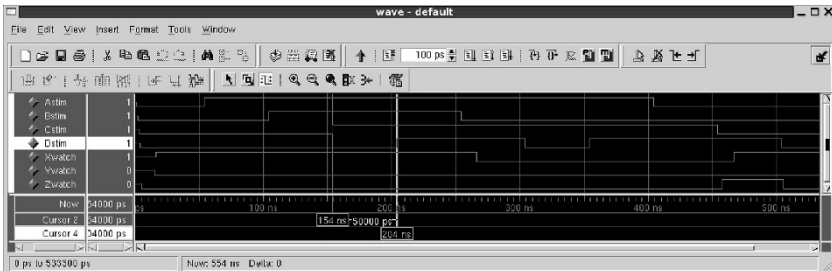 wave - default
File Edit View Insert Format Tools Window
100 ps
Astim 1
Bstim 1
Cstim 1
Dstim 1
Xwatch 1
Ywatch 0
Zwatch 0
Now 54000 ps ps 100 ns 200 300 ns 400 ns 500 ns
Cursor 2 54000 ps 154 ns 50000 ps
Cursor 4 04000 ps 204 ns
0 ps to 533300 ps Now: 554 ns Delta: 0